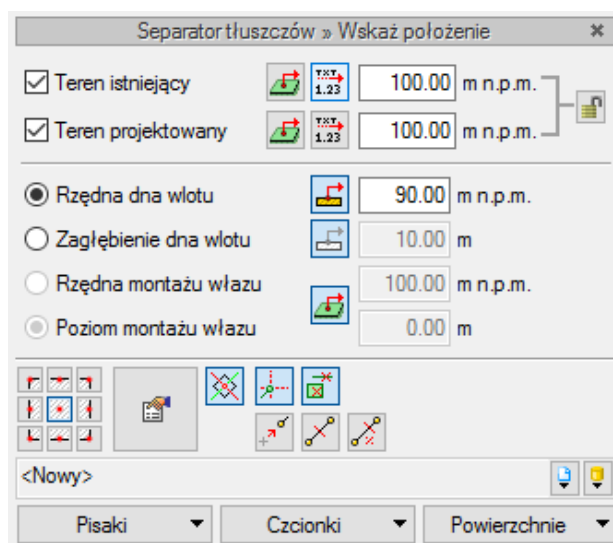 Separator tłuszczów » Wskaż położenie
Teren istniejący TXT 1.23 100.00 m n.p.m.
Teren projektowany TXT 1.23 100.00 m n.p.m.
Rzędna dna wlotu 90.00 m n.p.m.
Zagłębienie dna wlotu 10.00 m
Rzędna montażu włazu 100.00 m n.p.m.
Poziom montażu włazu 0.00 m
<Nowy>
Pisaki Czcionki Powierzchnie